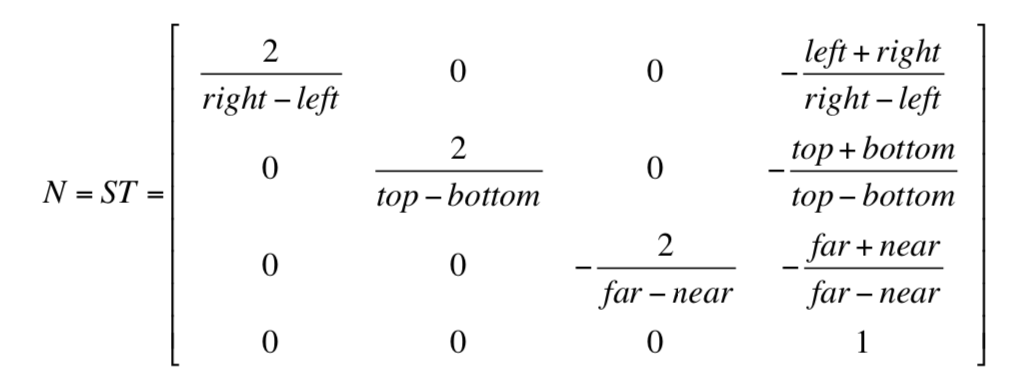 N = ST = [ 2/(right − left) 0 0 −(left + right)/(right − left)
0 2/(top − bottom) 0 −(top + bottom)/(top − bottom)
0 0 −2/(far − near) −(far + near)/(far − near)
0 0 0 1 ]